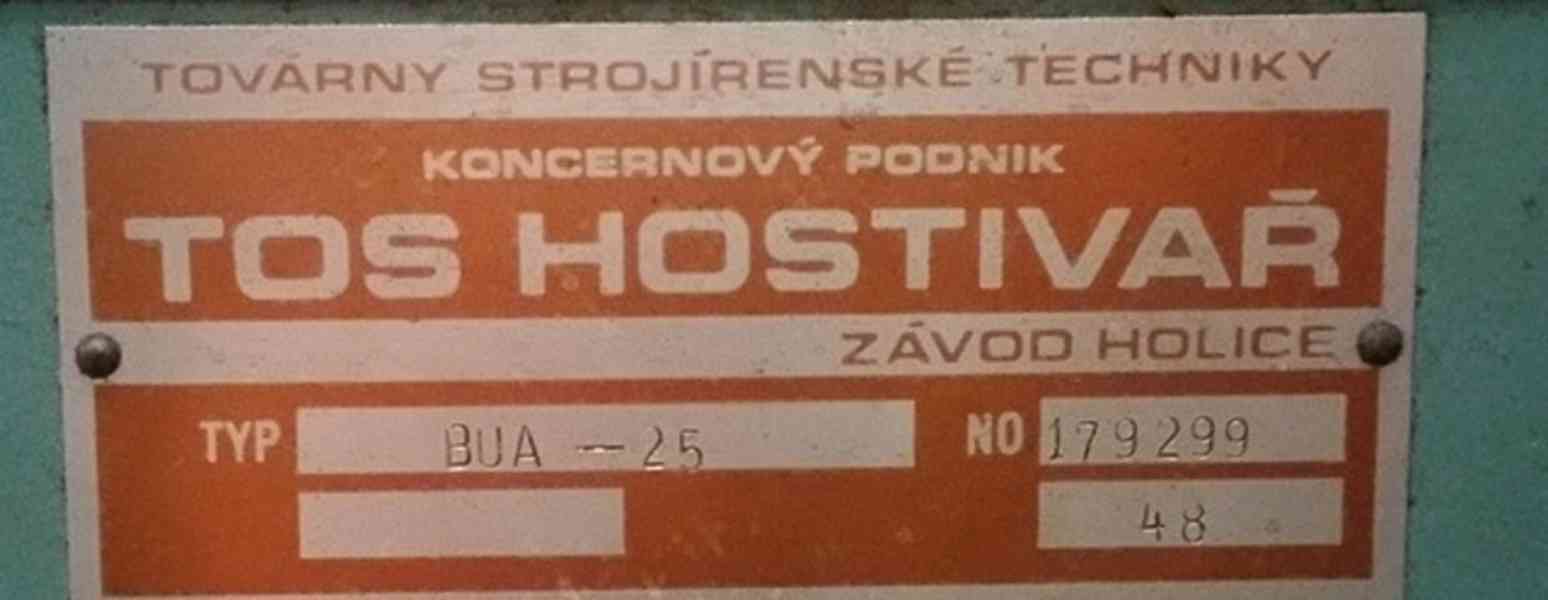 TOVÁRNY STROJÍRENSKÉ TECHNIKY
KONCERNOVÝ PODNIK
TOS HOSTIVAŘ
ZÁVOD HOLICE
TYP BUA – 25 NO 179299
48